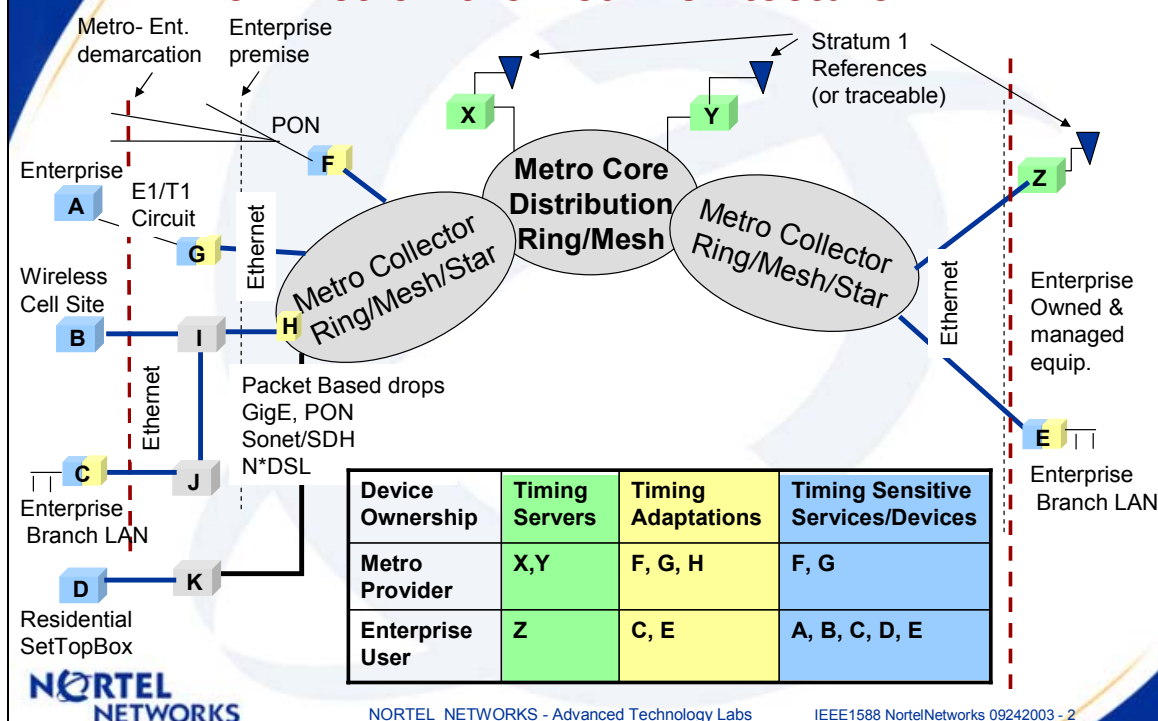 Metro- Ent.
demarcation
Enterprise
premise
Stratum 1
References
(or traceable)
X
Y
PON
F
Z
Enterprise
A
E1/T1
Circuit
G
Ethernet
Metro Core
Distribution
Ring/Mesh
Metro Collector
Ring/Mesh/Star
Metro Collector
Ring/Mesh/Star
Ethernet
Wireless
Cell Site
B
I
H
Enterprise
Owned &
managed
equip.
Ethernet
Packet Based drops
GigE, PON
Sonet/SDH
N*DSL
C
J
Enterprise
Branch LAN
E
Enterprise
Branch LAN
D
K
Residential
SetTopBox
Device Ownership Timing Servers Timing Adaptations Timing Sensitive Services/Devices
Metro Provider X,Y F, G, H F, G
Enterprise User Z C, E A, B, C, D, E
NORTEL
NETWORKS
NORTEL NETWORKS - Advanced Technology Labs
IEEE1588 NortelNetworks 09242003 - 2